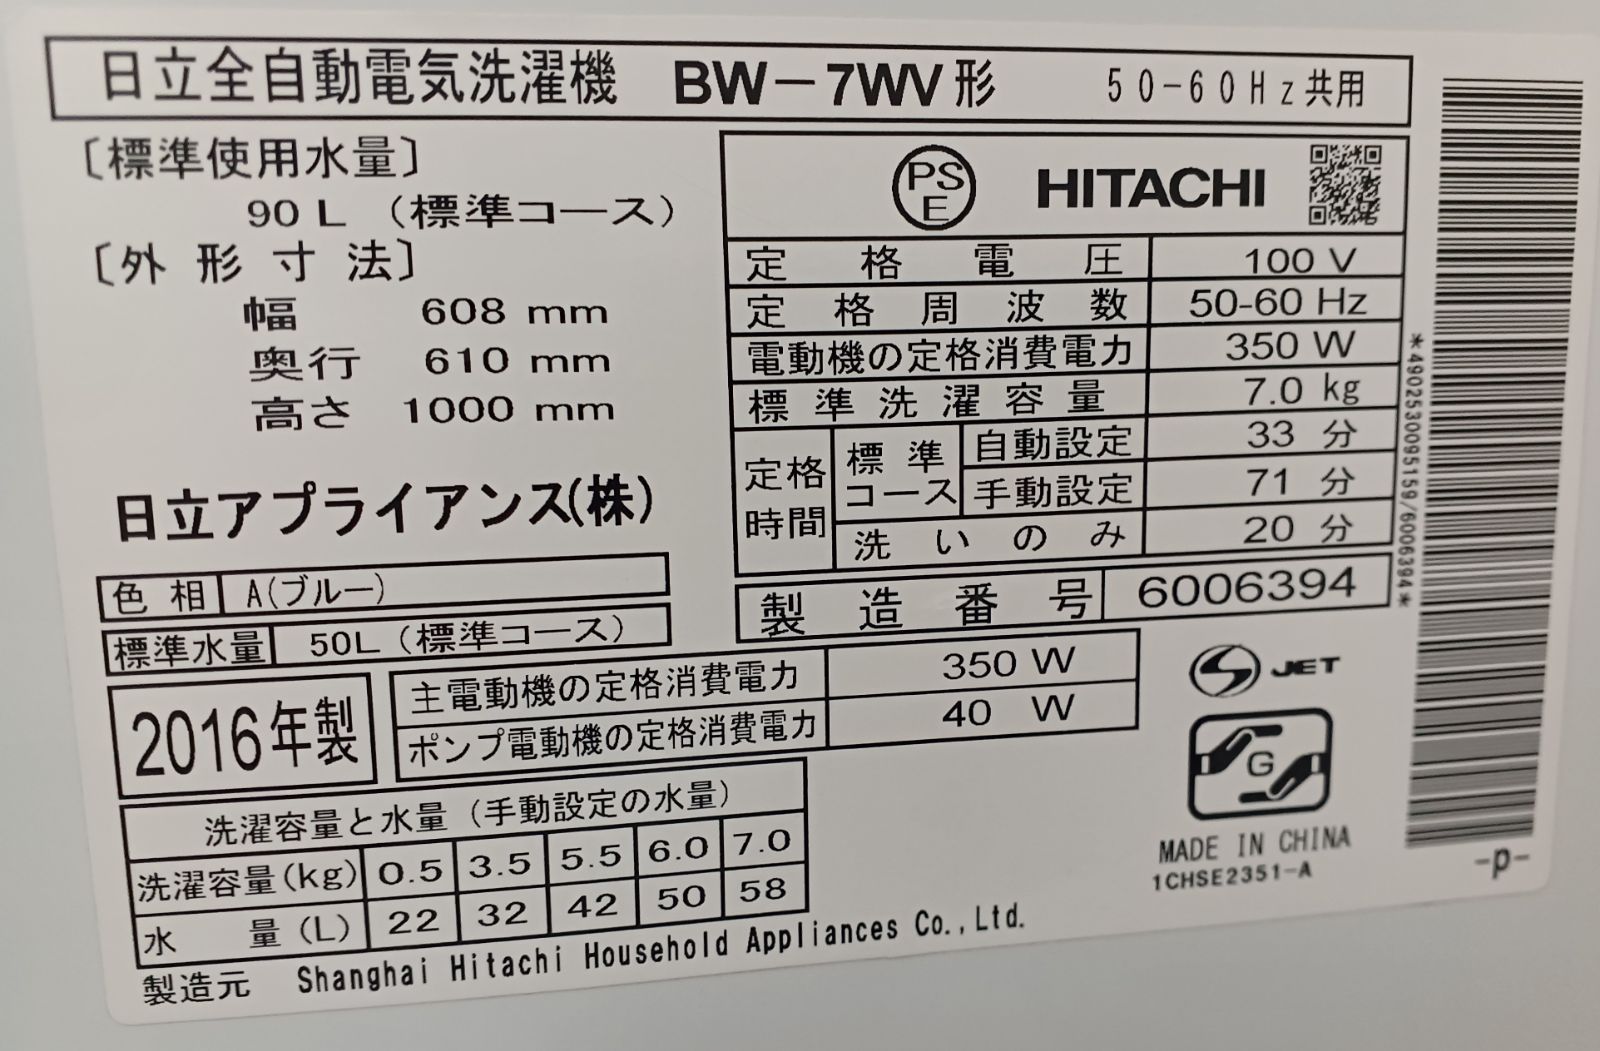 日立全自動電気洗濯機 BW－7WV形 50-60Hz共用
〔標準使用水量〕
90 L （標準コース）
〔外形寸法〕
幅 608 mm
奥行 610 mm
高さ 1000 mm
日立アプライアンス(株)
色相 A(ブルー)
標準水量 50L（標準コース）
PS
E
HITACHI
定格電圧 100 V
定格周波数 50-60 Hz
電動機の定格消費電力 350 W
標準洗濯容量 7.0 kg
定格時間 標準コース 自動設定 33 分
手動設定 71 分
洗いのみ 20 分
製造番号 6006394
2016年製
主電動機の定格消費電力 350 W
ポンプ電動機の定格消費電力 40 W
洗濯容量と水量（手動設定の水量）
洗濯容量(kg) 0.5 3.5 5.5 6.0 7.0
水量(L) 22 32 42 50 58
製造元 Shanghai Hitachi Household Appliances Co.,Ltd.
S JET
G
MADE IN CHINA
1CHSE2351-A
*4902530095159/6006394*
-p-